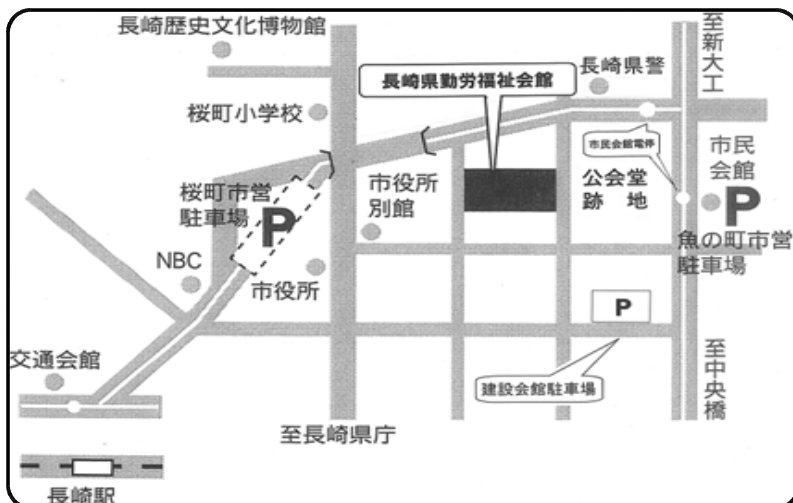 長崎歴史文化博物館
至新大工
長崎県勤労福祉会館
長崎県警
桜町小学校
市民会館電停
市民
会館
桜町市営
駐車場
P
市役所
別館
公会堂
跡 地
P
魚の町市営
駐車場
NBC
市役所
P
交通会館
建設会館駐車場
至中央橋
至長崎県庁
長崎駅